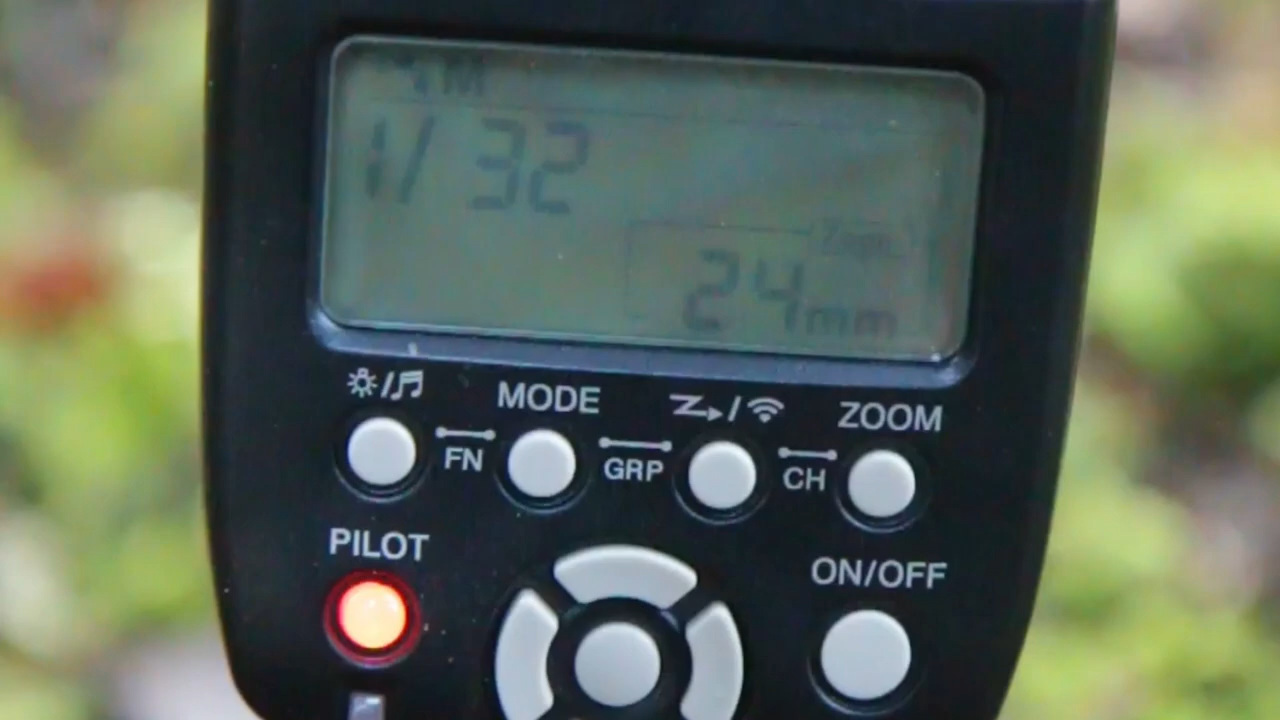 M
1/ 32
Zoom
24mm
/ MODE / ZOOM
FN GRP CH
PILOT
ON/OFF